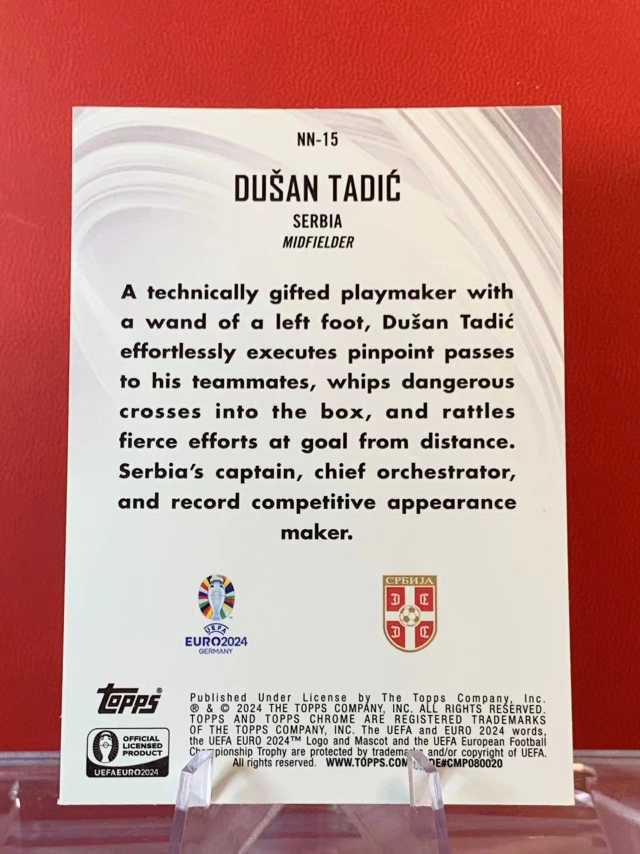 NN-15
DUŠAN TADIĆ
SERBIA
MIDFIELDER
A technically gifted playmaker with
a wand of a left foot, Dušan Tadić
effortlessly executes pinpoint passes
to his teammates, whips dangerous
crosses into the box, and rattles
fierce efforts at goal from distance.
Serbia's captain, chief orchestrator,
and record competitive appearance
maker.
UEFA
EURO2024
GERMANY
СРБИЈА
topps®
OFFICIAL
LICENSED
PRODUCT
UEFAEURO2024
Published Under License by The Topps Company, Inc.
® & © 2024 THE TOPPS COMPANY, INC. ALL RIGHTS RESERVED.
TOPPS AND TOPPS CHROME ARE REGISTERED TRADEMARKS
OF THE TOPPS COMPANY, INC. The UEFA and EURO 2024 words,
the UEFA EURO 2024™ Logo and Mascot and the UEFA European Football
Trophy are protected by and/or copyright of UEFA.
All rights reserved. WWW.TOPPS.COM